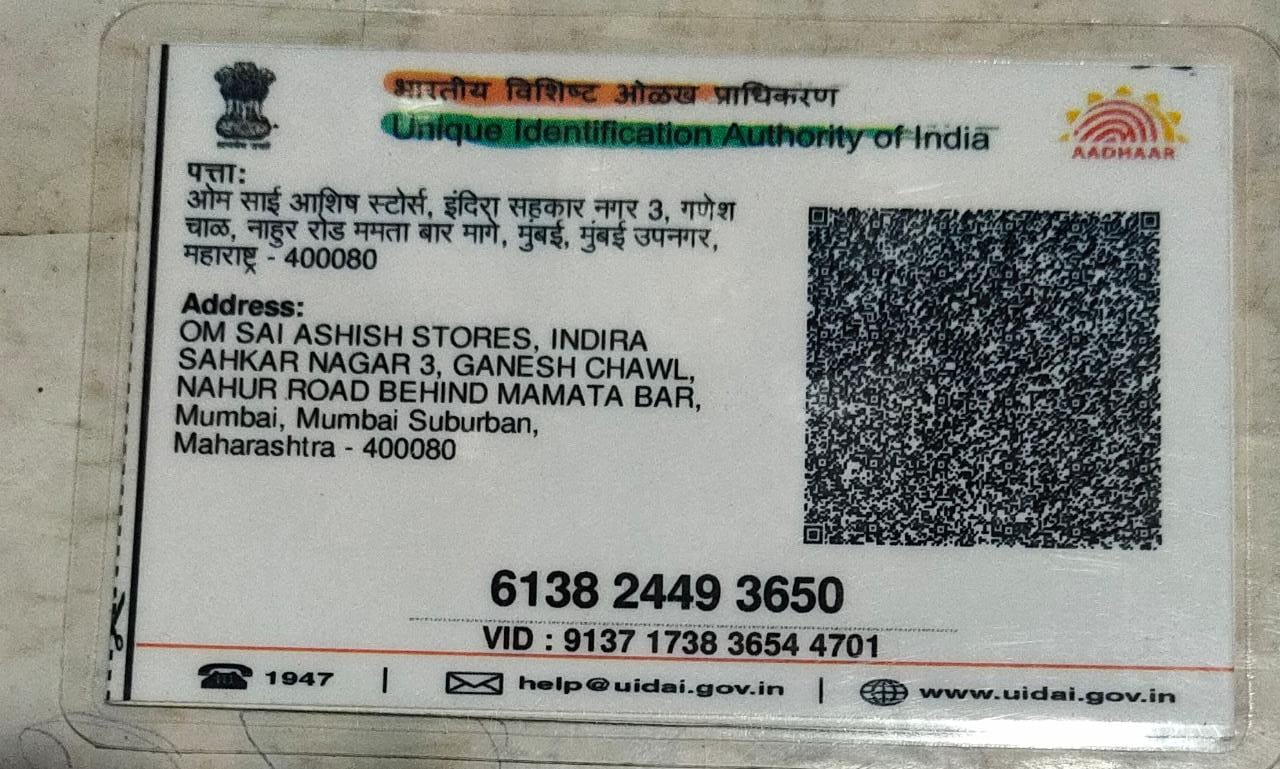 भारतीय विशिष्ट ओळख प्राधिकरण
Unique Identification Authority of India
AADHAAR
पत्ता:
ओम साई आशिष स्टोर्स, इंदिरा सहकार नगर 3, गणेश
चाळ, नाहुर रोड ममता बार मागे, मुंबई, मुंबई उपनगर,
महाराष्ट्र - 400080
Address:
OM SAI ASHISH STORES, INDIRA
SAHKAR NAGAR 3, GANESH CHAWL,
NAHUR ROAD BEHIND MAMATA BAR,
Mumbai, Mumbai Suburban,
Maharashtra - 400080
6138 2449 3650
VID : 9137 1738 3654 4701
1947 | help@uidai.gov.in | www.uidai.gov.in